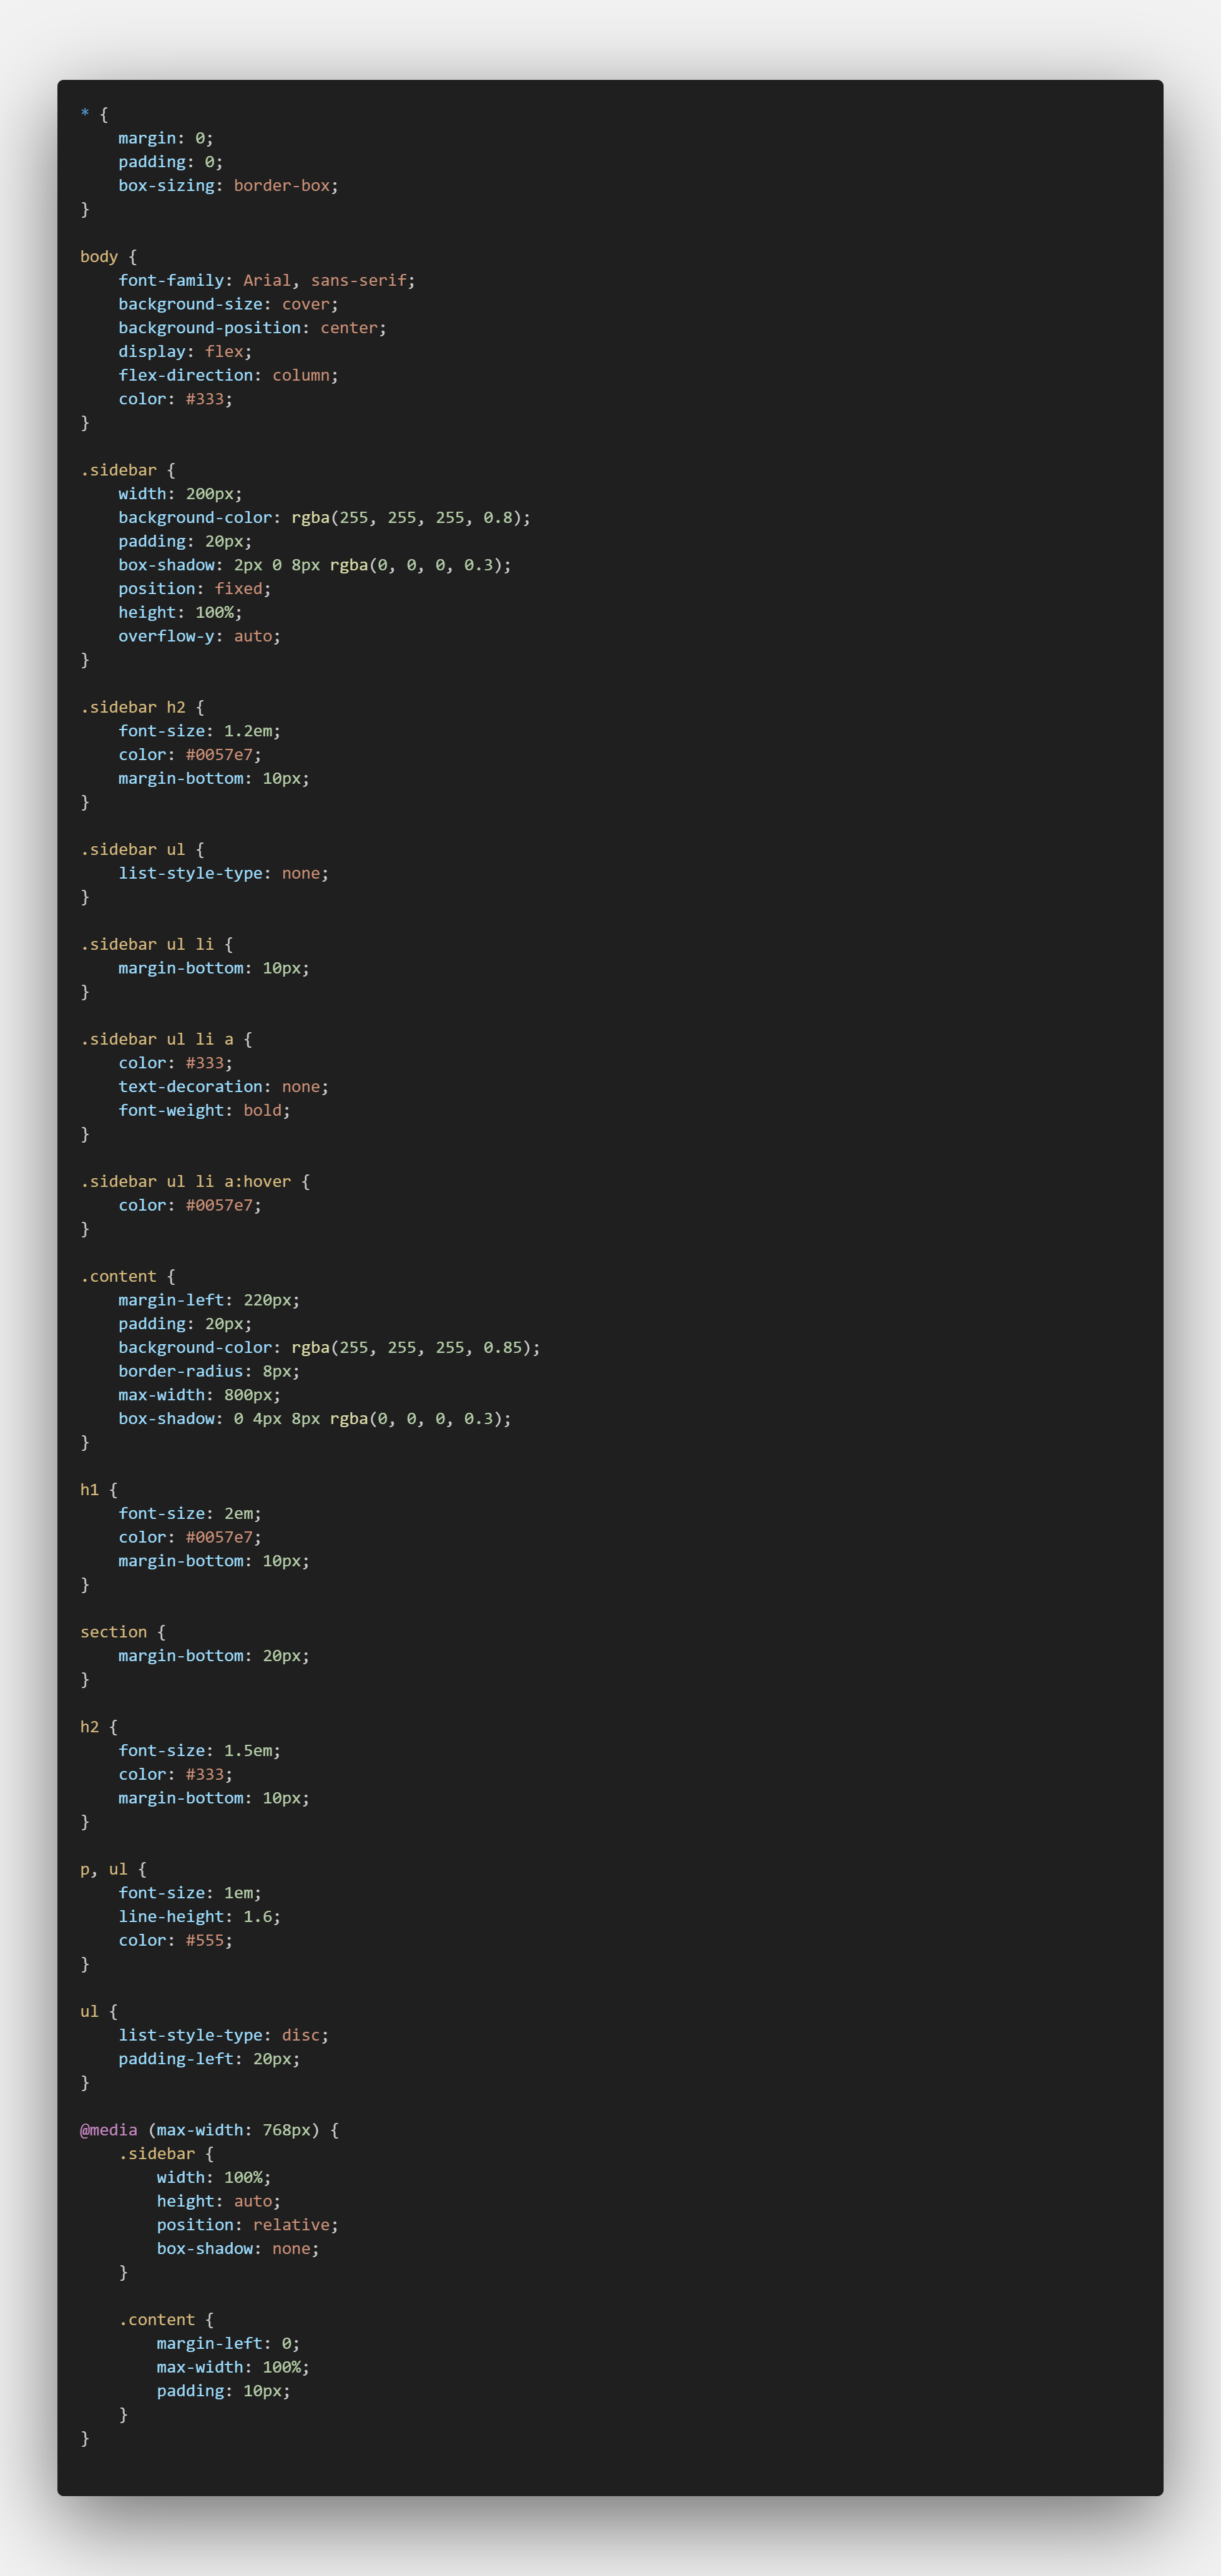 * {
    margin: 0;
    padding: 0;
    box-sizing: border-box;
}

body {
    font-family: Arial, sans-serif;
    background-size: cover;
    background-position: center;
    display: flex;
    flex-direction: column;
    color: #333;
}

.sidebar {
    width: 200px;
    background-color: rgba(255, 255, 255, 0.8);
    padding: 20px;
    box-shadow: 2px 0 8px rgba(0, 0, 0, 0.3);
    position: fixed;
    height: 100%;
    overflow-y: auto;
}

.sidebar h2 {
    font-size: 1.2em;
    color: #0057e7;
    margin-bottom: 10px;
}

.sidebar ul {
    list-style-type: none;
}

.sidebar ul li {
    margin-bottom: 10px;
}

.sidebar ul li a {
    color: #333;
    text-decoration: none;
    font-weight: bold;
}

.sidebar ul li a:hover {
    color: #0057e7;
}

.content {
    margin-left: 220px;
    padding: 20px;
    background-color: rgba(255, 255, 255, 0.85);
    border-radius: 8px;
    max-width: 800px;
    box-shadow: 0 4px 8px rgba(0, 0, 0, 0.3);
}

h1 {
    font-size: 2em;
    color: #0057e7;
    margin-bottom: 10px;
}

section {
    margin-bottom: 20px;
}

h2 {
    font-size: 1.5em;
    color: #333;
    margin-bottom: 10px;
}

p, ul {
    font-size: 1em;
    line-height: 1.6;
    color: #555;
}

ul {
    list-style-type: disc;
    padding-left: 20px;
}

@media (max-width: 768px) {
    .sidebar {
        width: 100%;
        height: auto;
        position: relative;
        box-shadow: none;
    }

    .content {
        margin-left: 0;
        max-width: 100%;
        padding: 10px;
    }
}